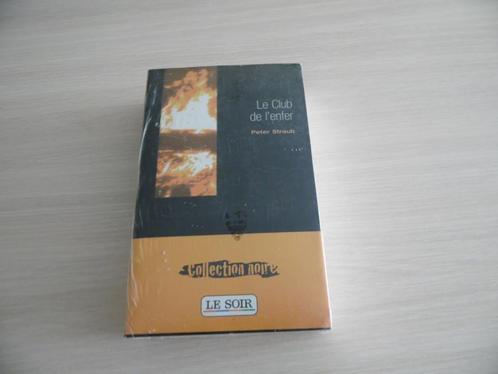 Le Club
de l'enfer
Peter Straub
Collection noire
LE SOIR